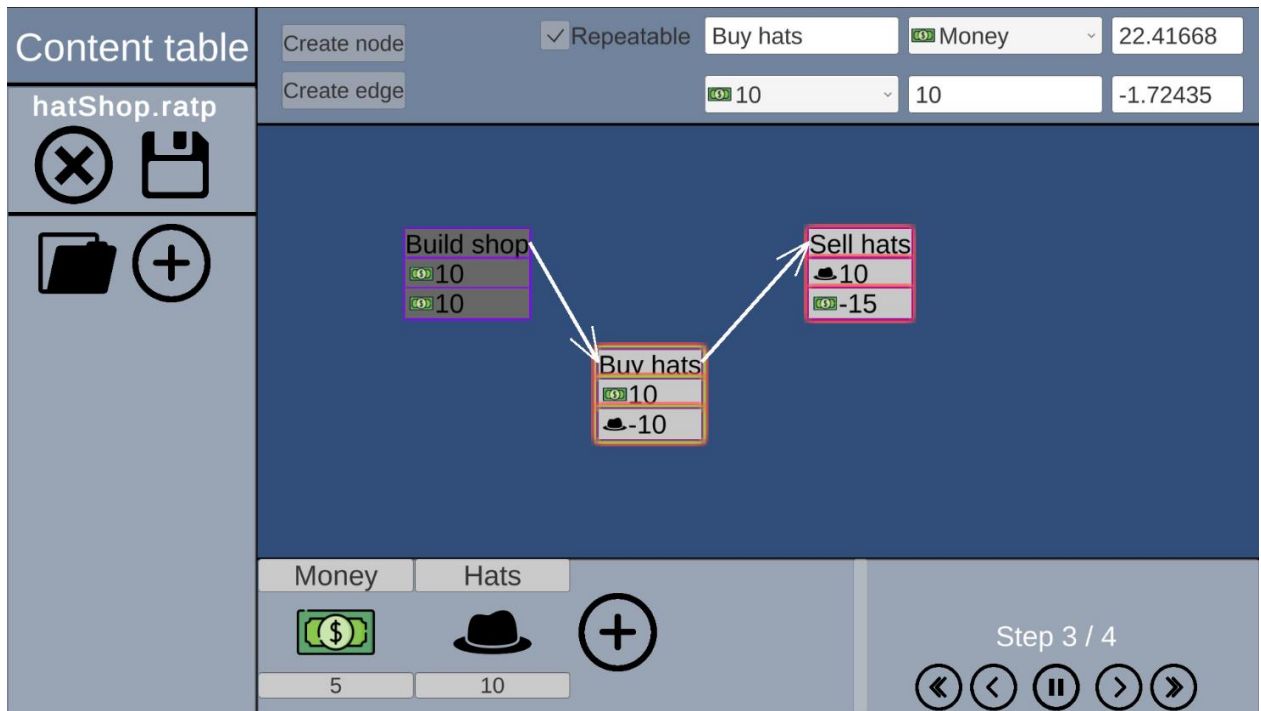 Content table
hatShop.ratp
Create node
Create edge
Repeatable
Buy hats
Money
22.41668
10
10
-1.72435
Build shop
10
10
Buy hats
10
-10
Sell hats
10
-15
Money
Hats
5
10
Step 3 / 4